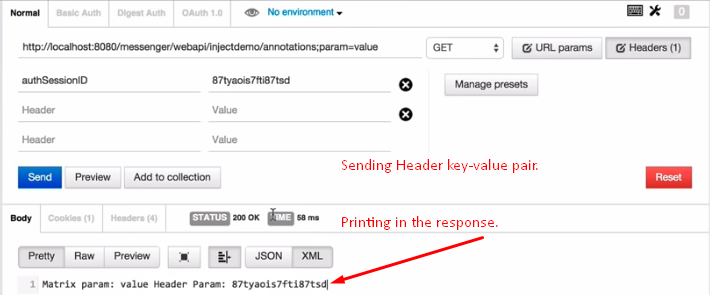 Normal Basic Auth Digest Auth OAuth 1.0 No environment 0
http://localhost:8080/messenger/webapi/injectdemo/annotations;param=value GET URL params Headers (1)
authSessionID 87tyaois7fti87tsd Manage presets
Header Value
Header Value
Sending Header key-value pair.
Send Preview Add to collection Reset
Body Cookies (1) Headers (4) STATUS 200 OK TIME 58 ms
Printing in the response.
Pretty Raw Preview JSON XML
1 Matrix param: value Header Param: 87tyaois7fti87tsd